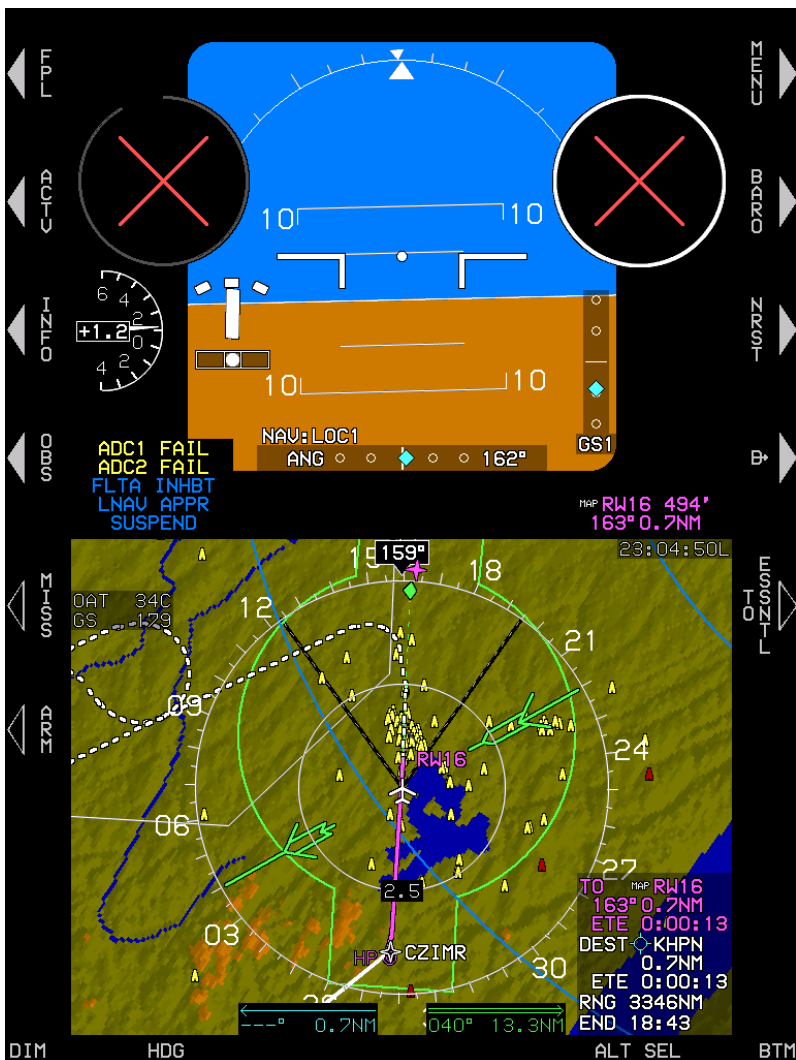 FPL
MENU
ACTV
BARO
10 10
INFO
6 4 2 +1.2 0 2 4
NRST
10 10
NAV:LOC1
ANG 162°
GS1
OBS
D→
ADC1 FAIL
ADC2 FAIL
FLTA INHBT
LNAV APPR
SUSPEND
MAP RW16 494'
163° 0.7NM
23:04:50L
MISS
ESSNTL TO
OAT 34C
GS 179
15 159° 18
12 21
09 24
RW16
06 27
2.5
03 30
HP CZIMR
TO MAP RW16
163° 0.7NM
ETE 0:00:13
DEST KHPN
0.7NM
ETE 0:00:13
RNG 3346NM
END 18:43
ARM
---° 0.7NM
040° 13.3NM
DIM
HDG
ALT SEL
BTM